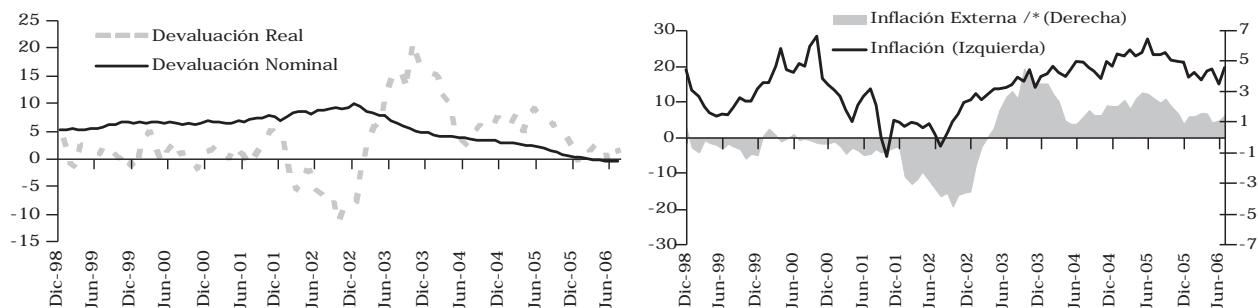 25
20
15
10
5
0
-5
-10
-15
Devaluación Real
Devaluación Nominal
Dic-98
Jun-99
Dic-99
Jun-00
Dic-00
Jun-01
Dic-01
Jun-02
Dic-02
Jun-03
Dic-03
Jun-04
Dic-04
Jun-05
Dic-05
Jun-06
Inflación Externa /* (Derecha)
Inflación (Izquierda)
30
20
10
0
-10
-20
-30
7
5
3
1
-1
-3
-5
-7
Dic-98
Jun-99
Dic-99
Jun-00
Dic-00
Jun-01
Dic-01
Jun-02
Dic-02
Jun-03
Dic-03
Jun-04
Dic-04
Jun-05
Dic-05
Jun-06